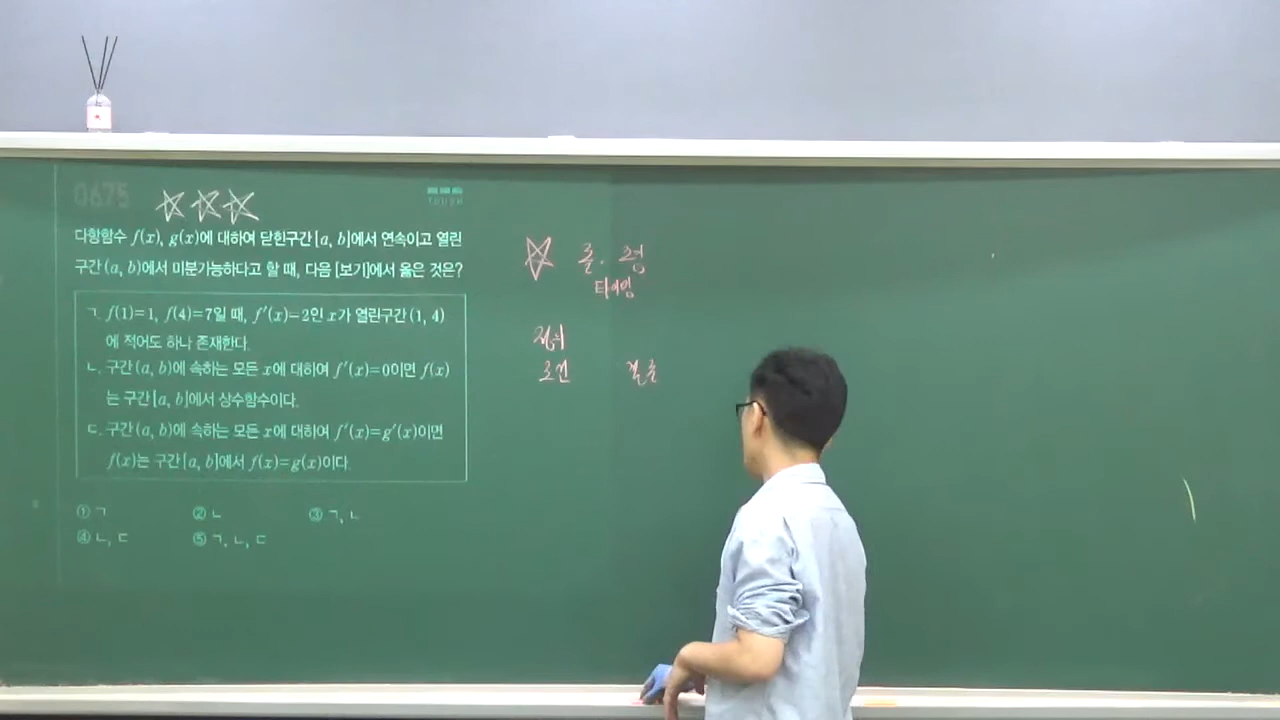 0675
다항함수 f(x), g(x)에 대하여 닫힌구간 [a, b]에서 연속이고 열린
구간 (a, b)에서 미분가능하다고 할 때, 다음 [보기]에서 옳은 것은?
ㄱ. f(1)=1, f(4)=7일 때, f′(x)=2인 x가 열린구간 (1, 4)
에 적어도 하나 존재한다.
ㄴ. 구간 (a, b)에 속하는 모든 x에 대하여 f′(x)=0이면 f(x)
는 구간 [a, b]에서 상수함수이다.
ㄷ. 구간 (a, b)에 속하는 모든 x에 대하여 f′(x)=g′(x)이면
f(x)는 구간 [a, b]에서 f(x)=g(x)이다.
① ㄱ ② ㄴ ③ ㄱ, ㄴ
④ ㄴ, ㄷ ⑤ ㄱ, ㄴ, ㄷ
타이밍
조건 결론